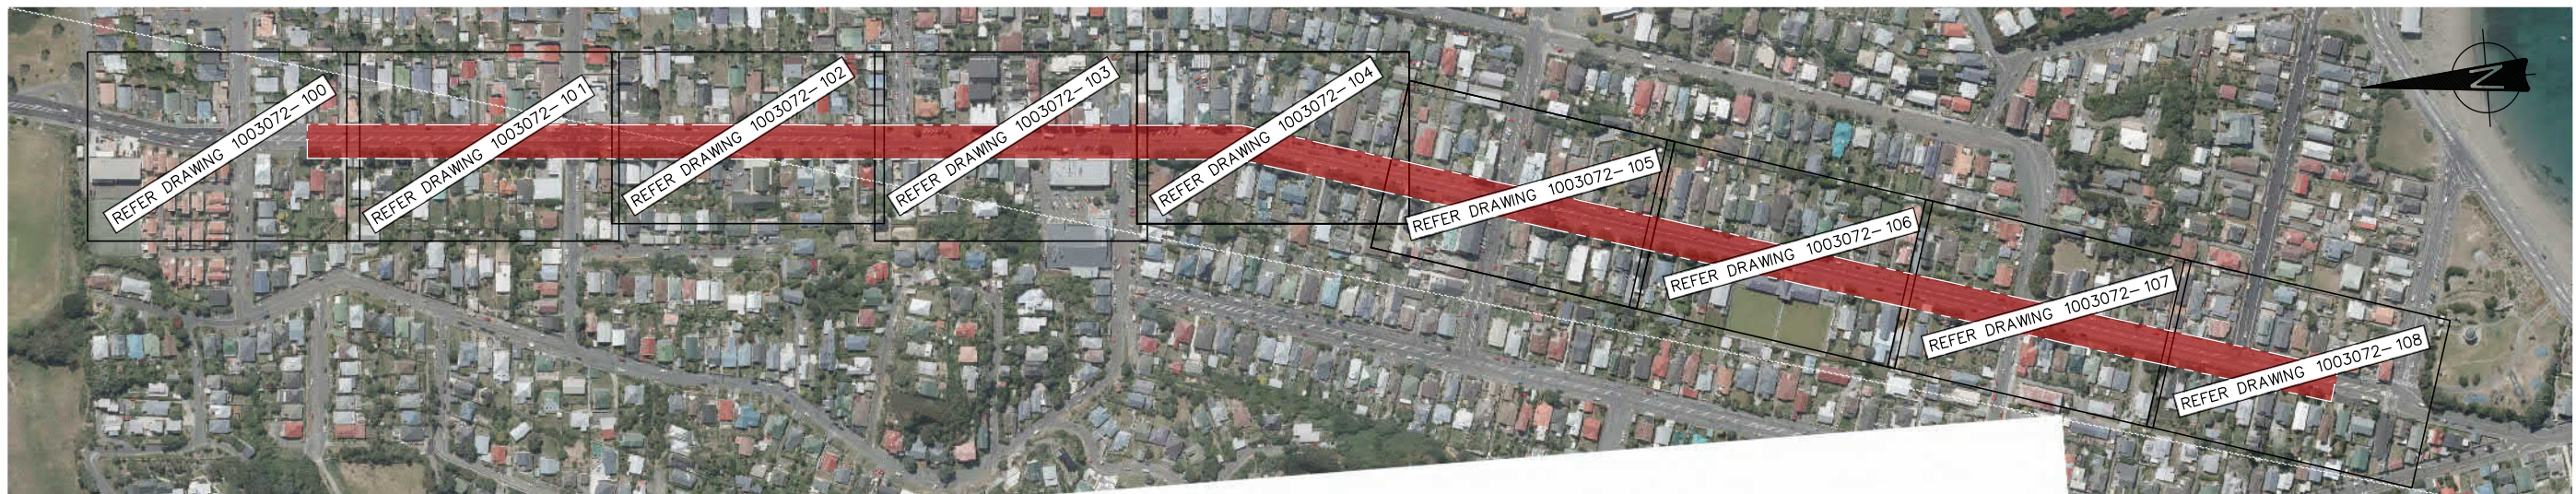 REFER DRAWING 1003072-100
REFER DRAWING 1003072-101
REFER DRAWING 1003072-102
REFER DRAWING 1003072-103
REFER DRAWING 1003072-104
REFER DRAWING 1003072-105
REFER DRAWING 1003072-106
REFER DRAWING 1003072-107
REFER DRAWING 1003072-108
N